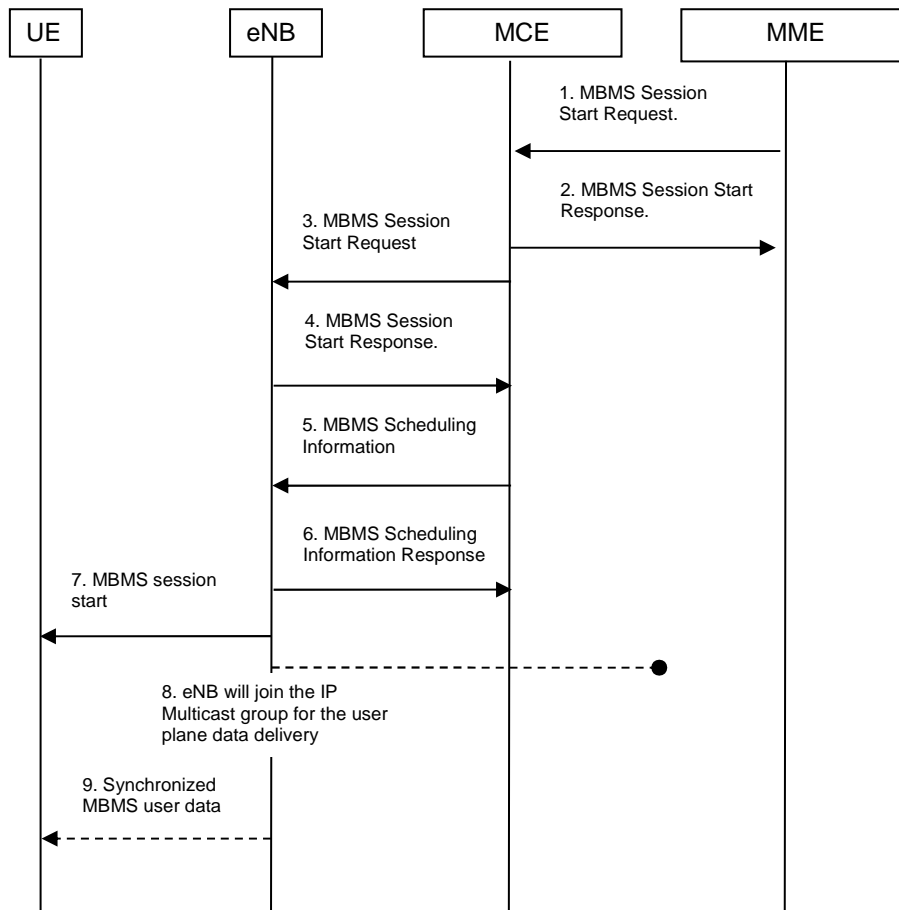 UE
eNB
MCE
MME
1. MBMS Session
Start Request.
2. MBMS Session Start
Response.
3. MBMS Session
Start Request
4. MBMS Session
Start Response.
5. MBMS Scheduling
Information
6. MBMS Scheduling
Information Response
7. MBMS session
start
8. eNB will join the IP
Multicast group for the user
plane data delivery
9. Synchronized
MBMS user data